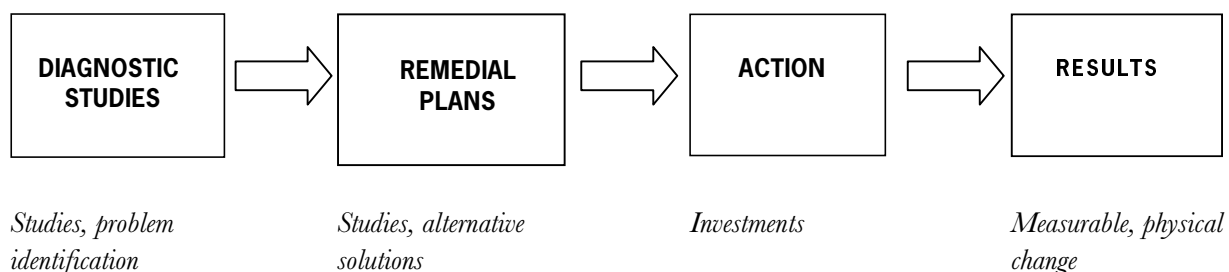 DIAGNOSTIC
STUDIES
REMEDIAL
PLANS
ACTION
RESULTS
Studies, problem
identification
Studies, alternative
solutions
Investments
Measurable, physical
change